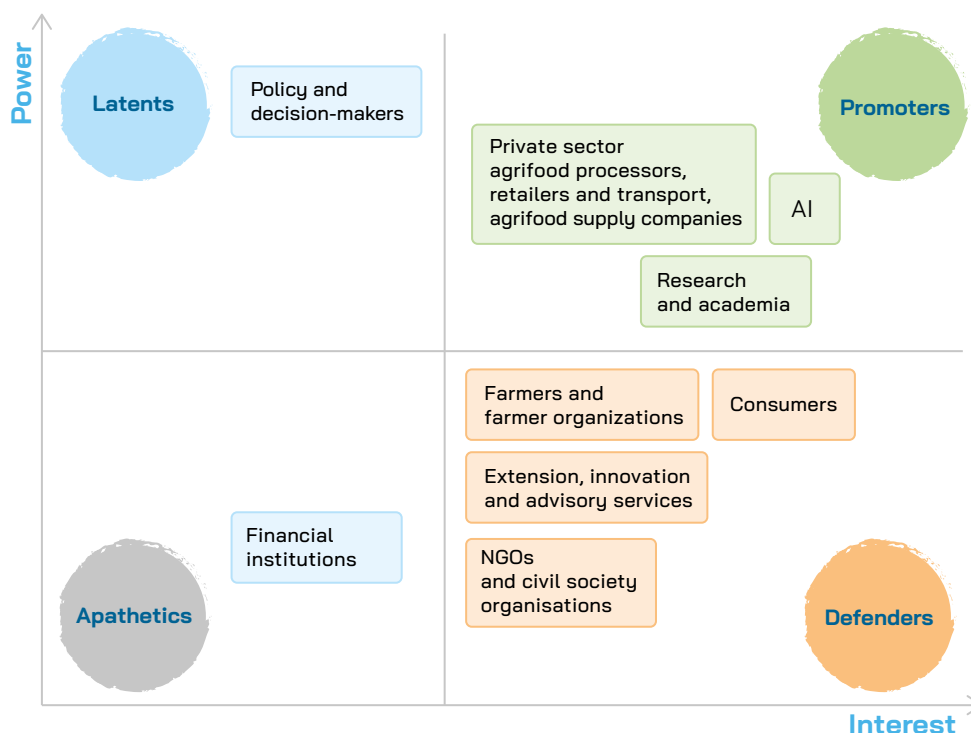 Power
Latents
Policy and
decision-makers
Promoters
Private sector
agrifood processors,
retailers and transport,
agrifood supply companies
AI
Research
and academia
Farmers and
farmer organizations
Consumers
Extension, innovation
and advisory services
Financial
institutions
NGOs
and civil society
organisations
Apathetics
Defenders
Interest